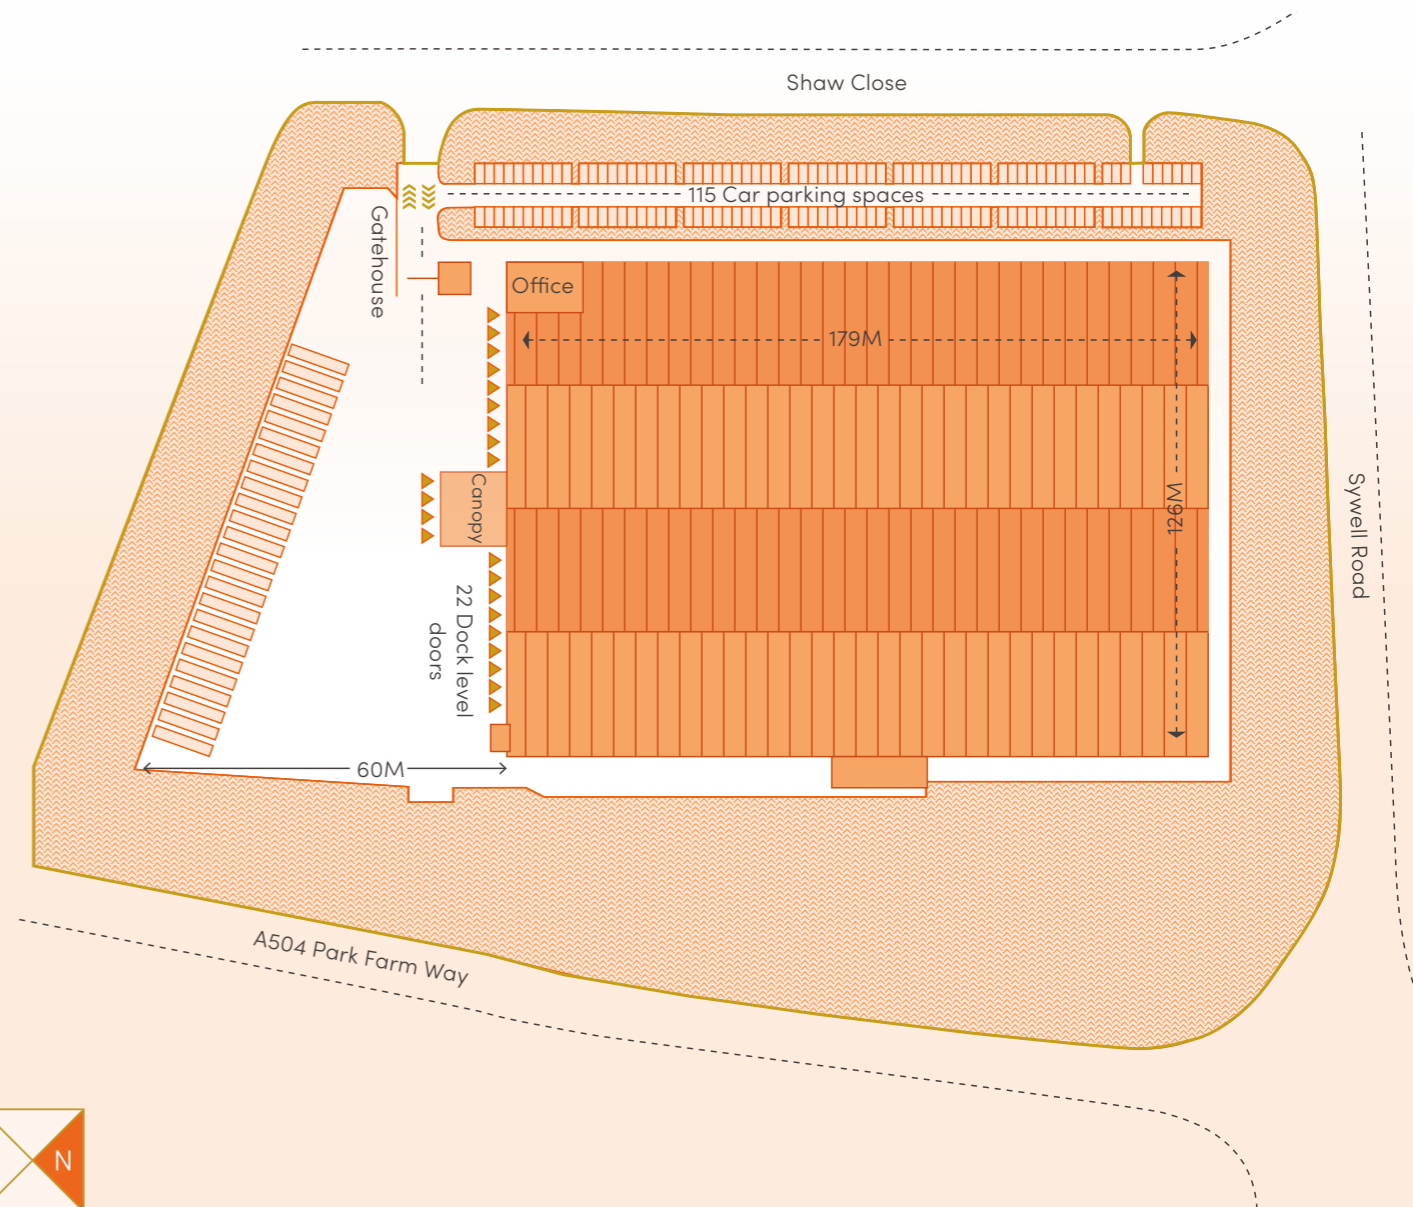 Shaw Close
115 Car parking spaces
Gatehouse
Office
179M
Canopy
126M
Sywell Road
22 Dock level
doors
60M
A504 Park Farm Way
N